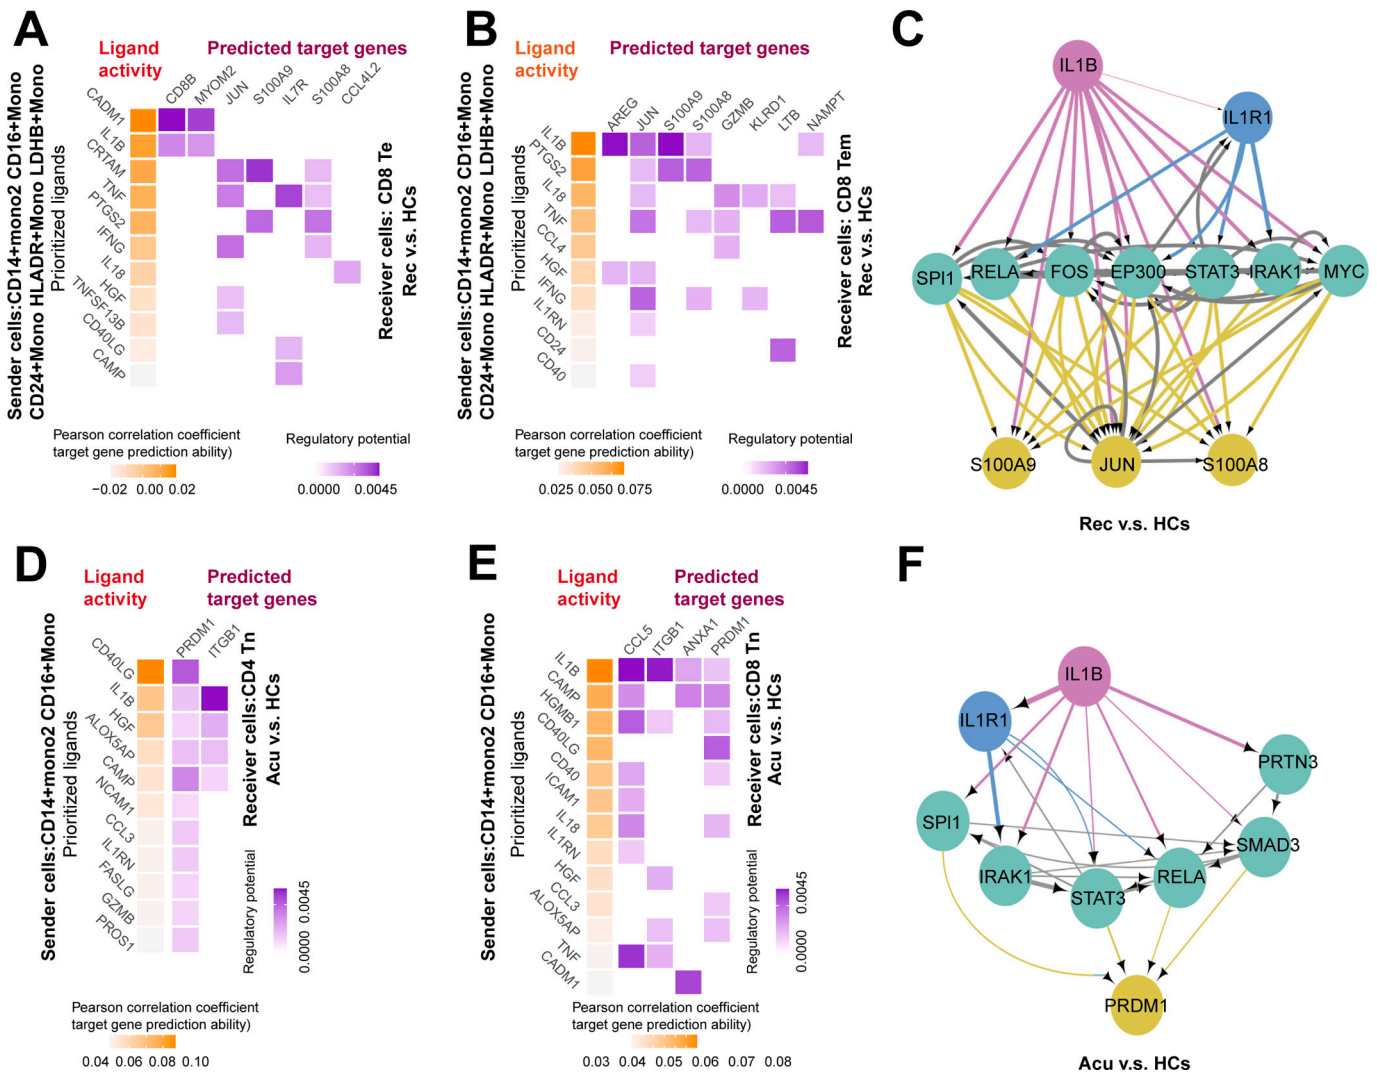 A
Ligand
activity
Predicted target genes
CD8B
MYOM2
JUN
S100A9
IL7R
S100A8
CCL4L2
Sender cells:CD14+mono2 CD16+Mono
CD24+Mono HLADR+Mono LDHB+Mono
Prioritized ligands
CADM1
IL1B
CRTAM
TNF
PTGS2
IFNG
IL18
HGF
TNFSF13B
CD40LG
CAMP
Receiver cells: CD8 Te
Rec v.s. HCs
Pearson correlation coefficient
target gene prediction ability)
−0.02 0.00 0.02
Regulatory potential
0.0000 0.0045
B
Ligand
activity
Predicted target genes
AREG
JUN
S100A9
S100A8
GZMB
KLRD1
LTB
NAMPT
Sender cells:CD14+mono2 CD16+Mono
CD24+Mono HLADR+Mono LDHB+Mono
Prioritized ligands
IL1B
PTGS2
IL18
TNF
CCL4
HGF
IFNG
IL1RN
CD24
CD40
Receiver cells: CD8 Tem
Rec v.s. HCs
Pearson correlation coefficient
target gene prediction ability)
0.025 0.050 0.075
Regulatory potential
0.0000 0.0045
C
IL1B
IL1R1
SPI1
RELA
FOS
EP300
STAT3
IRAK1
MYC
S100A9
JUN
S100A8
Rec v.s. HCs
D
Ligand
activity
Predicted
target genes
PRDM1
ITGB1
Sender cells:CD14+mono2 CD16+Mono
Prioritized ligands
CD40LG
IL1B
HGF
ALOX5AP
CAMP
NCAM1
CCL3
IL1RN
FASLG
GZMB
PROS1
Receiver cells:CD4 Tn
Acu v.s. HCs
Regulatory potential
0.0000 0.0045
Pearson correlation coefficient
target gene prediction ability)
0.04 0.06 0.08 0.10
E
Ligand
activity
Predicted
target genes
CCL5
ITGB1
ANXA1
PRDM1
Sender cells:CD14+mono2 CD16+Mono
Prioritized ligands
IL1B
CAMP
HGMB1
CD40LG
CD40
ICAM1
IL18
IL1RN
HGF
CCL3
ALOX5AP
TNF
CADM1
Receiver cells:CD8 Tn
Acu v.s. HCs
Regulatory potential
0.0000 0.0045
Pearson correlation coefficient
target gene prediction ability)
0.03 0.04 0.05 0.06 0.07 0.08
F
IL1B
IL1R1
PRTN3
SPI1
SMAD3
IRAK1
STAT3
RELA
PRDM1
Acu v.s. HCs